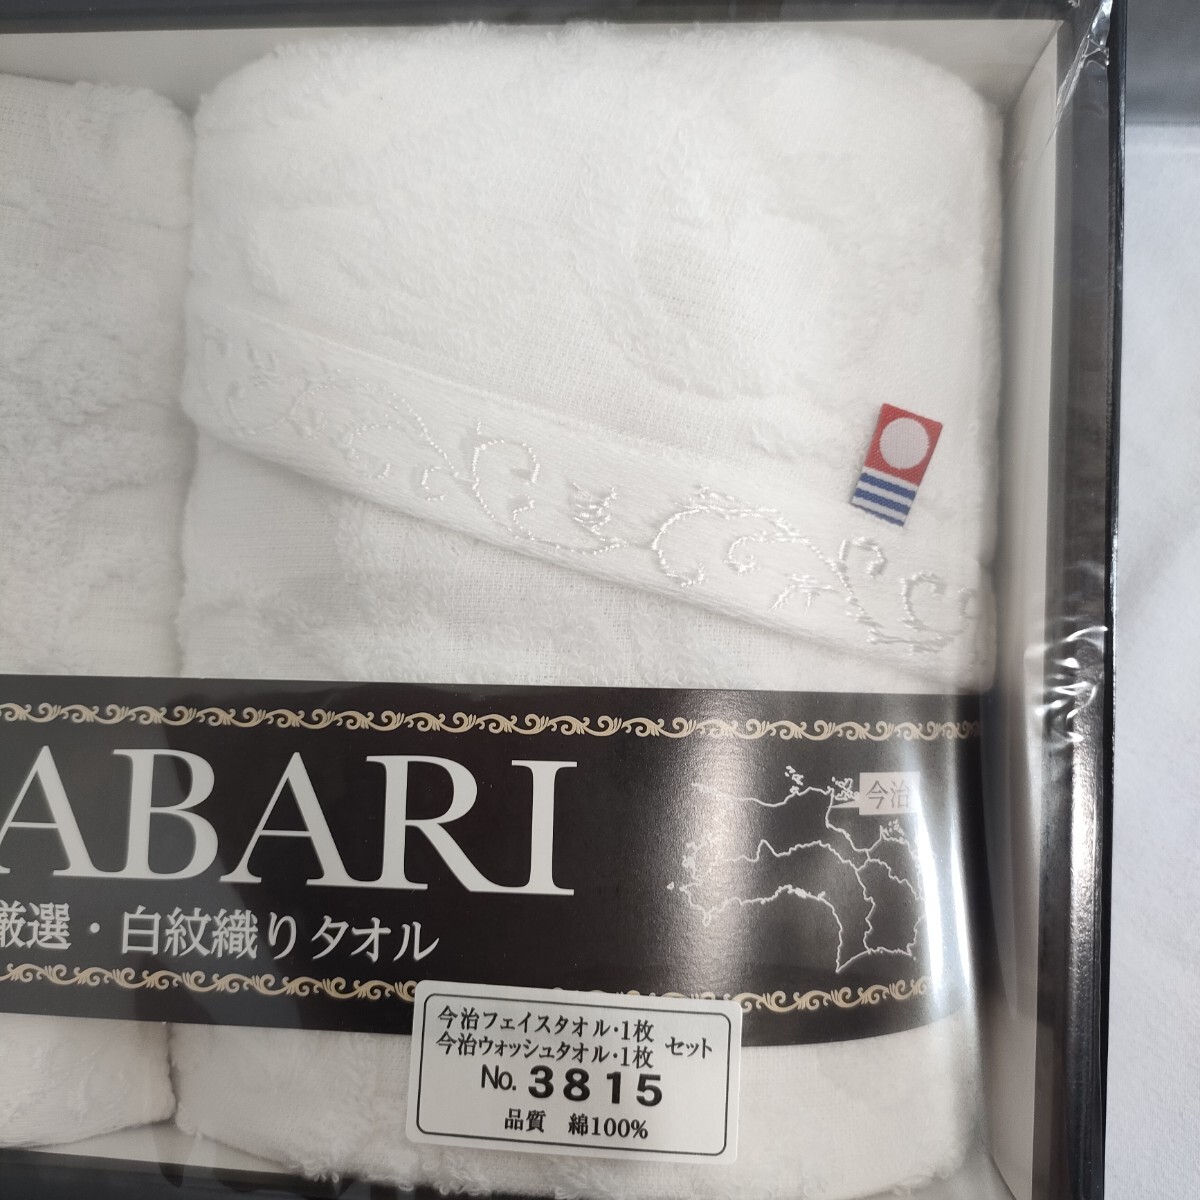 ABARI
厳選・白紋織りタオル
今治
今治フェイスタオル・1枚
今治ウォッシュタオル・1枚 セット
No. 3815
品質 綿100%